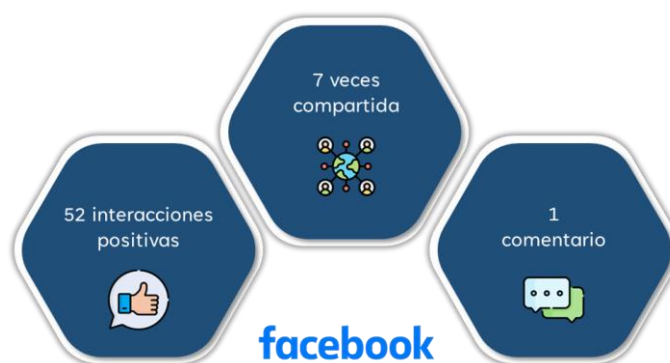 7 veces
compartida
52 interacciones
positivas
1
comentario
facebook